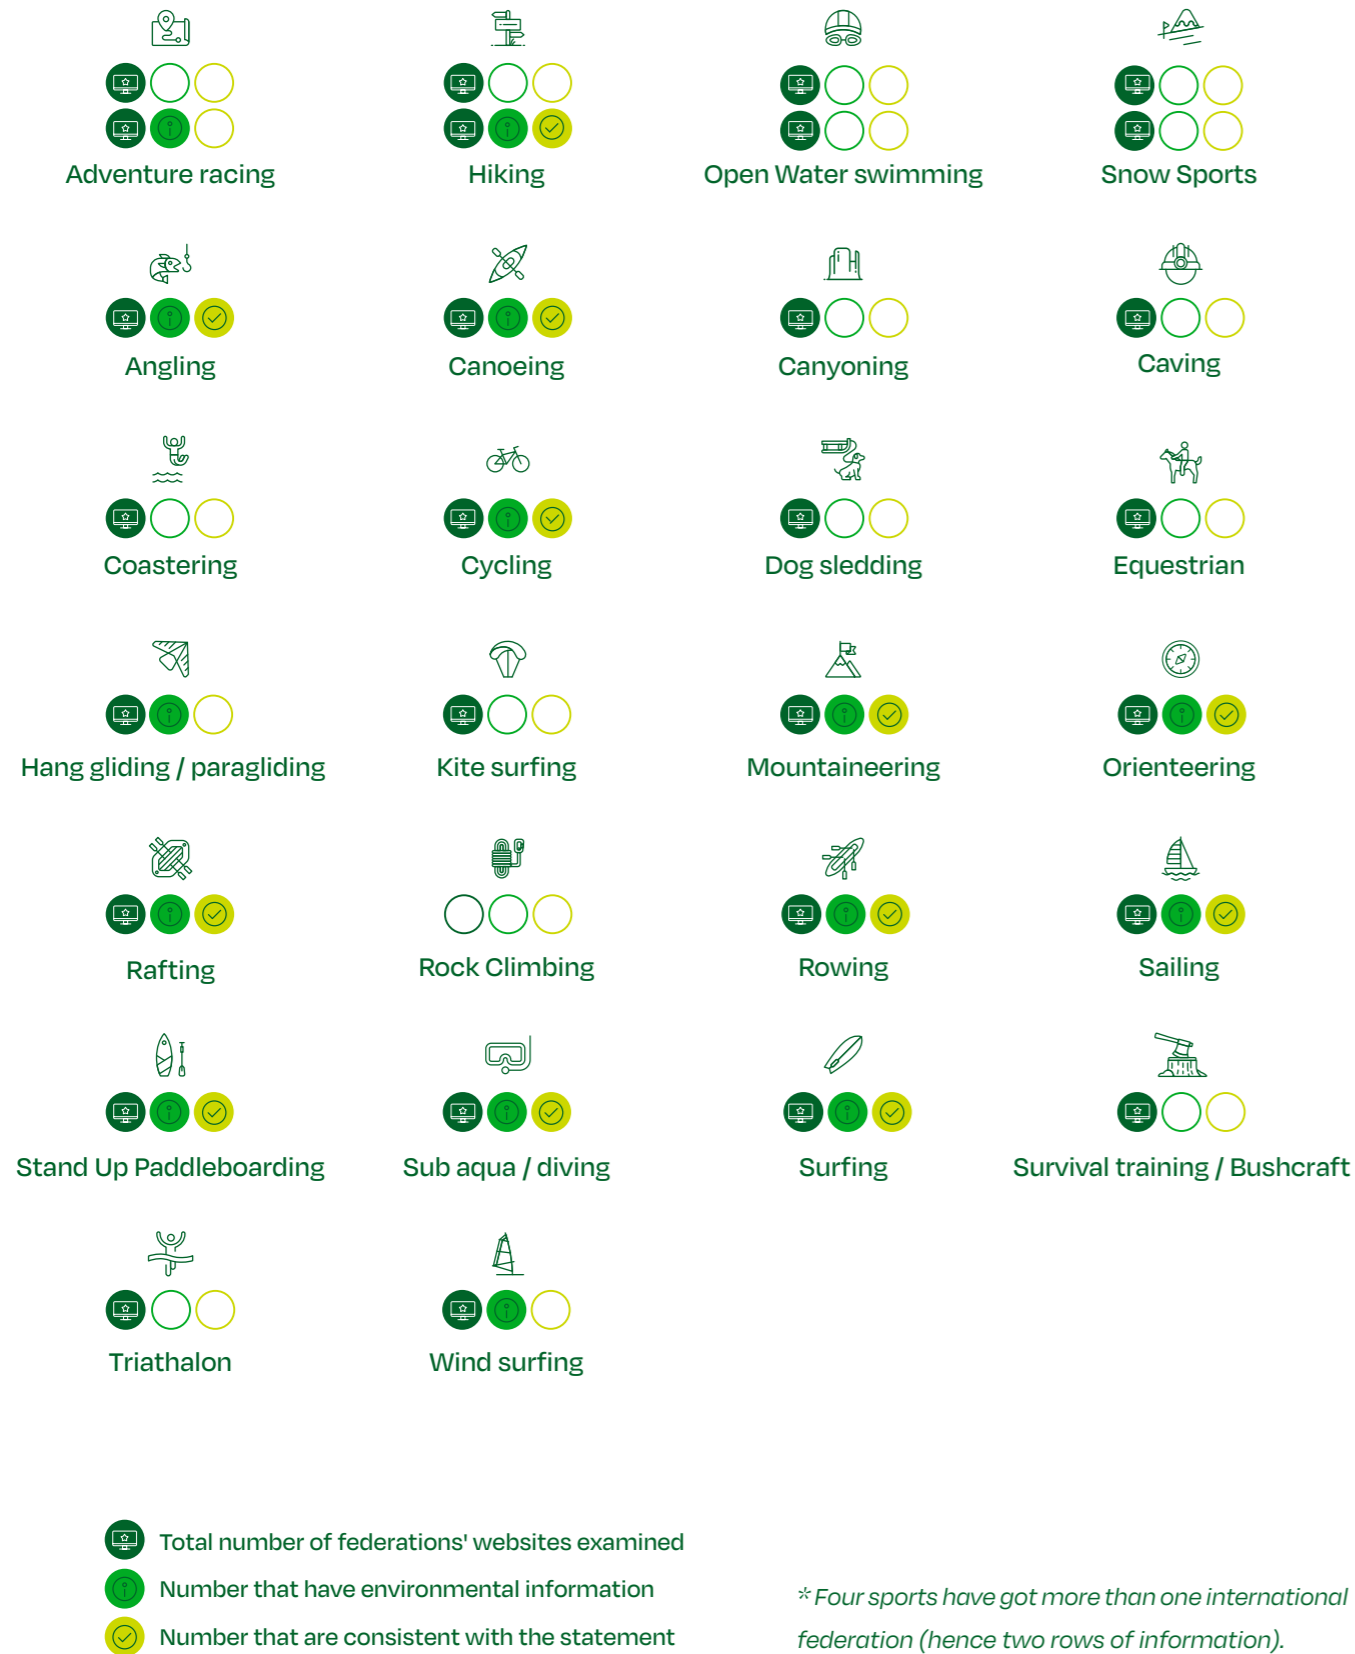 Adventure racing
Hiking
Open Water swimming
Snow Sports
Angling
Canoeing
Canyoning
Caving
Coastering
Cycling
Dog sledding
Equestrian
Hang gliding / paragliding
Kite surfing
Mountaineering
Orienteering
Rafting
Rock Climbing
Rowing
Sailing
Stand Up Paddleboarding
Sub aqua / diving
Surfing
Survival training / Bushcraft
Triathalon
Wind surfing
Total number of federations' websites examined
Number that have environmental information
Number that are consistent with the statement
* Four sports have got more than one international
federation (hence two rows of information).